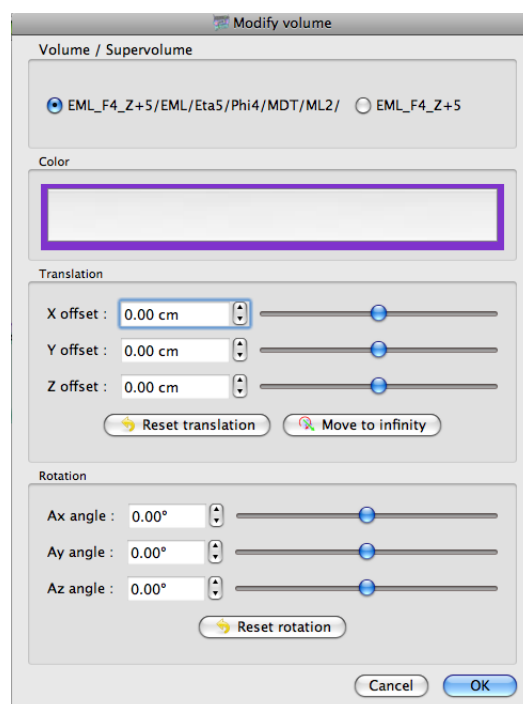 Modify volume
Volume / Supervolume
EML_F4_Z+5/EML/Eta5/Phi4/MDT/ML2/ EML_F4_Z+5
Color
Translation
X offset : 0.00 cm
Y offset : 0.00 cm
Z offset : 0.00 cm
Reset translation Move to infinity
Rotation
Ax angle : 0.00°
Ay angle : 0.00°
Az angle : 0.00°
Reset rotation
Cancel OK